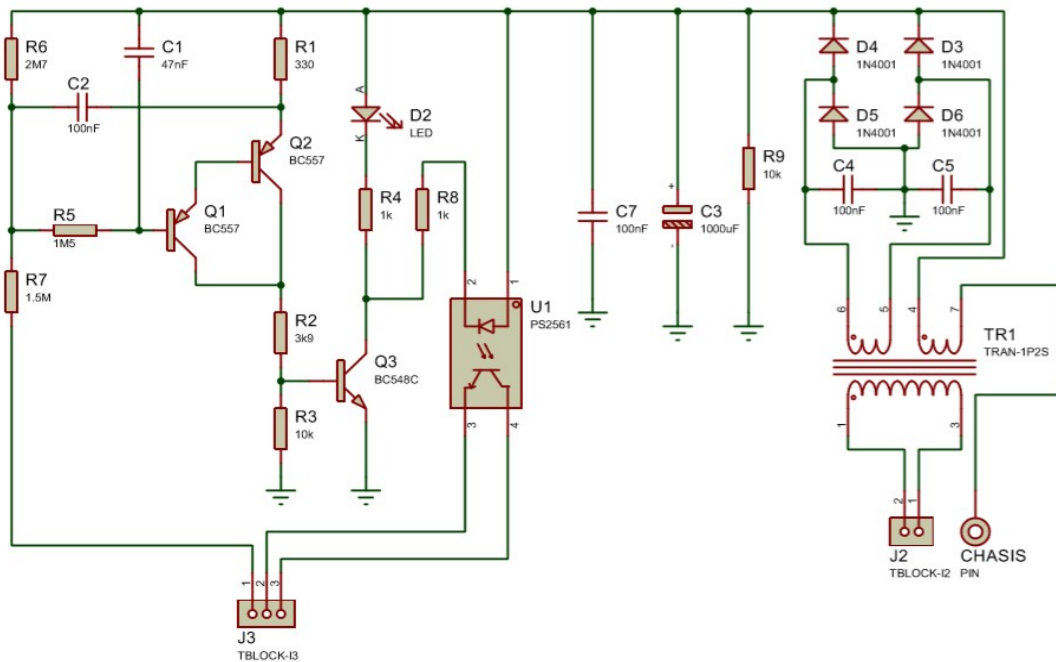 R6
2M7
C1
47nF
R1
330
C2
100nF
A
D2
LED
K
Q2
BC557
Q1
BC557
R5
1M5
R7
1.5M
R4
1k
R8
1k
R2
3k9
Q3
BC548C
R3
10k
2
1
U1
PS2561
3
4
C7
100nF
+
C3
1000uF
-
R9
10k
D4
1N4001
D3
1N4001
D5
1N4001
D6
1N4001
C4
100nF
C5
100nF
6
5
4
7
TR1
TRAN-1P2S
1
3
2
1
J2
TBLOCK-I2
CHASIS
PIN
1
2
3
J3
TBLOCK-I3